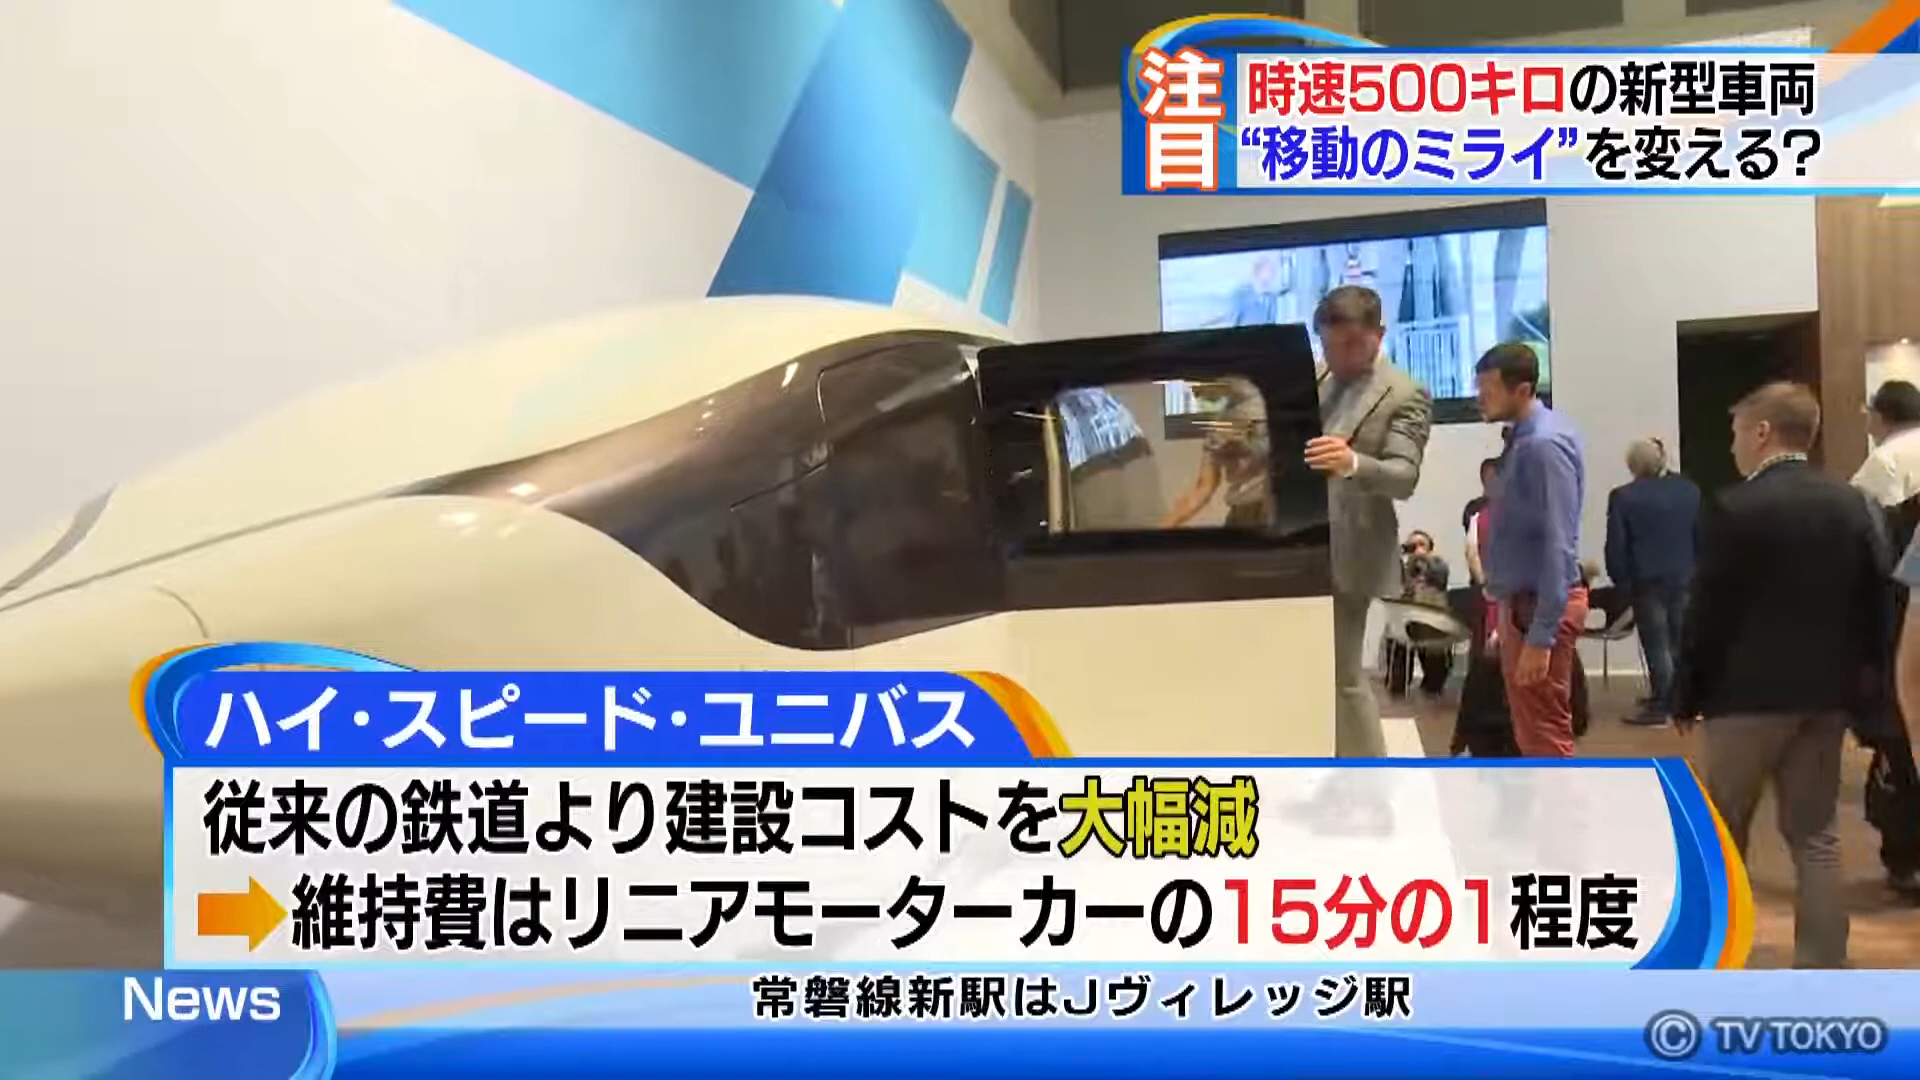 注目
時速500キロの新型車両
“移動のミライ”を変える?
ハイ・スピード・ユニバス
従来の鉄道より建設コストを大幅減
➡維持費はリニアモーターカーの15分の1程度
News
常磐線新駅はJヴィレッジ駅
© TV TOKYO